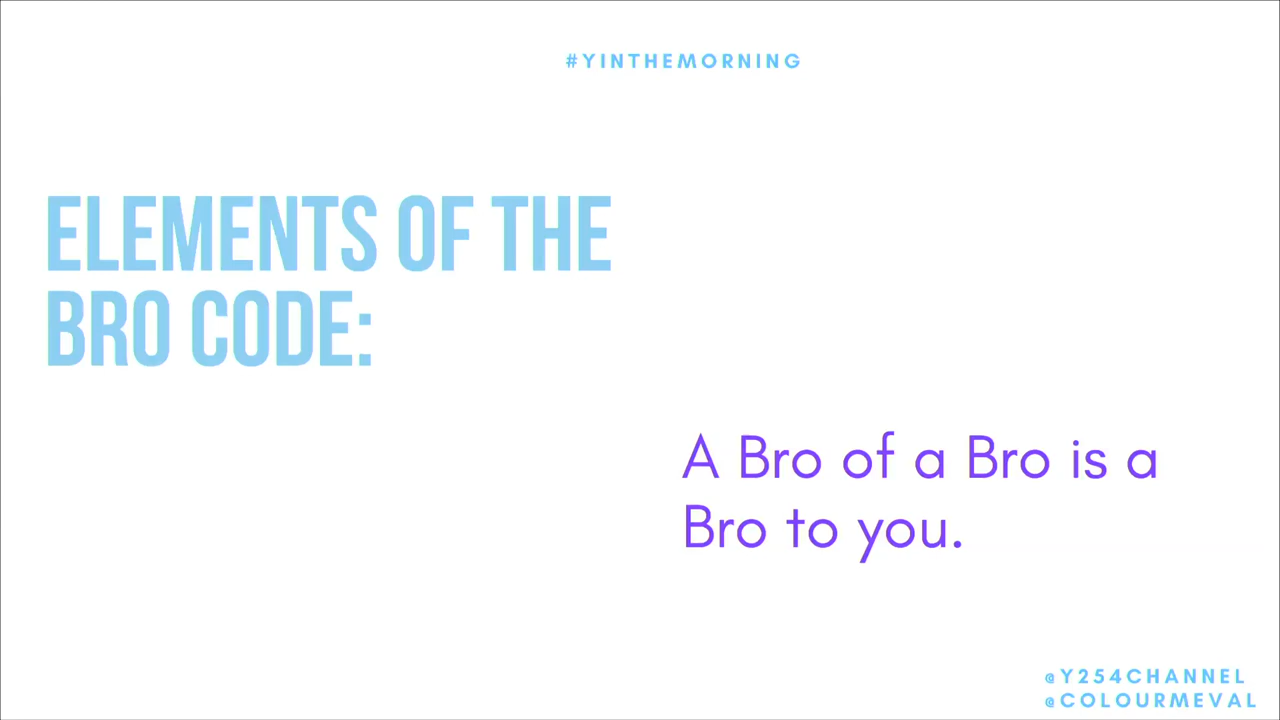 #YINTHEMORNING
ELEMENTS OF THE
BRO CODE:
A Bro of a Bro is a
Bro to you.
@Y254CHANNEL
@COLOURMEVAL